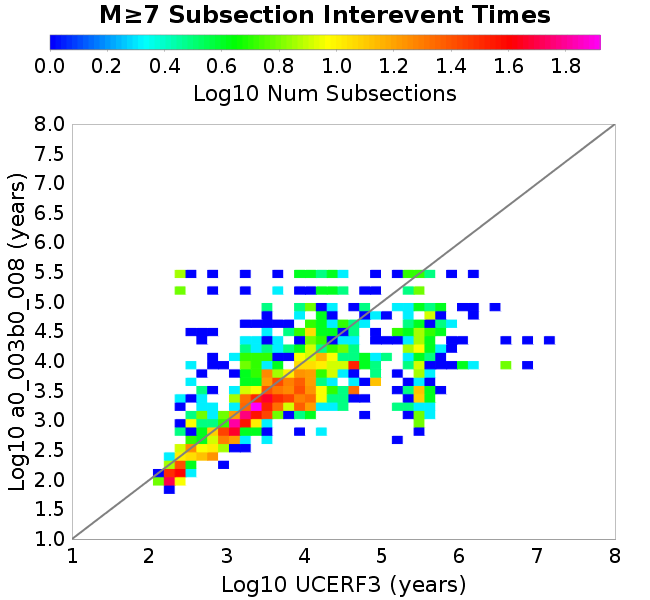 M≥7 Subsection Interevent Times
0.0 0.2 0.4 0.6 0.8 1.0 1.2 1.4 1.6 1.8
Log10 Num Subsections
8.0
7.5
7.0
6.5
6.0
5.5
5.0
4.5
4.0
3.5
3.0
2.5
2.0
1.5
1.0
Log10 a0_003b0_008 (years)
1 2 3 4 5 6 7 8
Log10 UCERF3 (years)